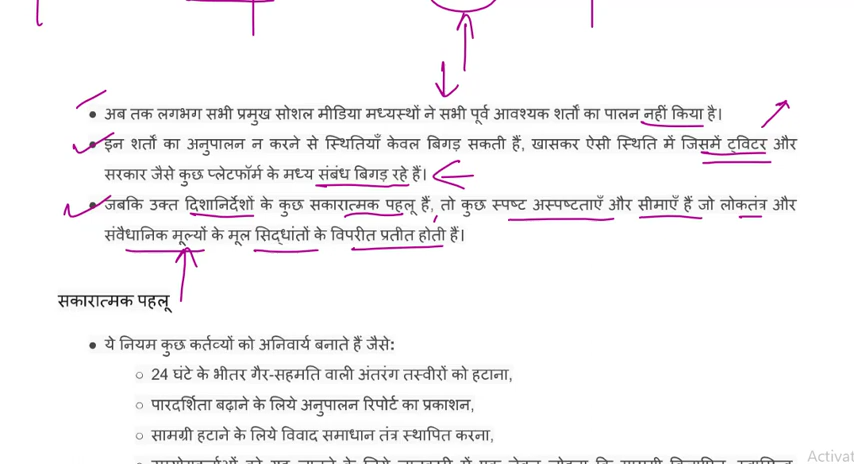 • अब तक लगभग सभी प्रमुख सोशल मीडिया मध्यस्थों ने सभी पूर्व आवश्यक शर्तों का पालन नहीं किया है।
• इन शर्तों का अनुपालन न करने से स्थितियाँ केवल बिगड़ सकती हैं, खासकर ऐसी स्थिति में जिसमें ट्विटर और
सरकार जैसे कुछ प्लेटफॉर्म के मध्य संबंध बिगड़ रहे हैं।
• जबकि उक्त दिशानिर्देशों के कुछ सकारात्मक पहलू हैं, तो कुछ स्पष्ट अस्पष्टताएँ और सीमाएँ हैं जो लोकतंत्र और
संवैधानिक मूल्यों के मूल सिद्धांतों के विपरीत प्रतीत होती हैं।
सकारात्मक पहलू
• ये नियम कुछ कर्तव्यों को अनिवार्य बनाते हैं जैसे:
○ 24 घंटे के भीतर गैर-सहमति वाली अंतरंग तस्वीरों को हटाना,
○ पारदर्शिता बढ़ाने के लिये अनुपालन रिपोर्ट का प्रकाशन,
○ सामग्री हटाने के लिये विवाद समाधान तंत्र स्थापित करना,
Activat